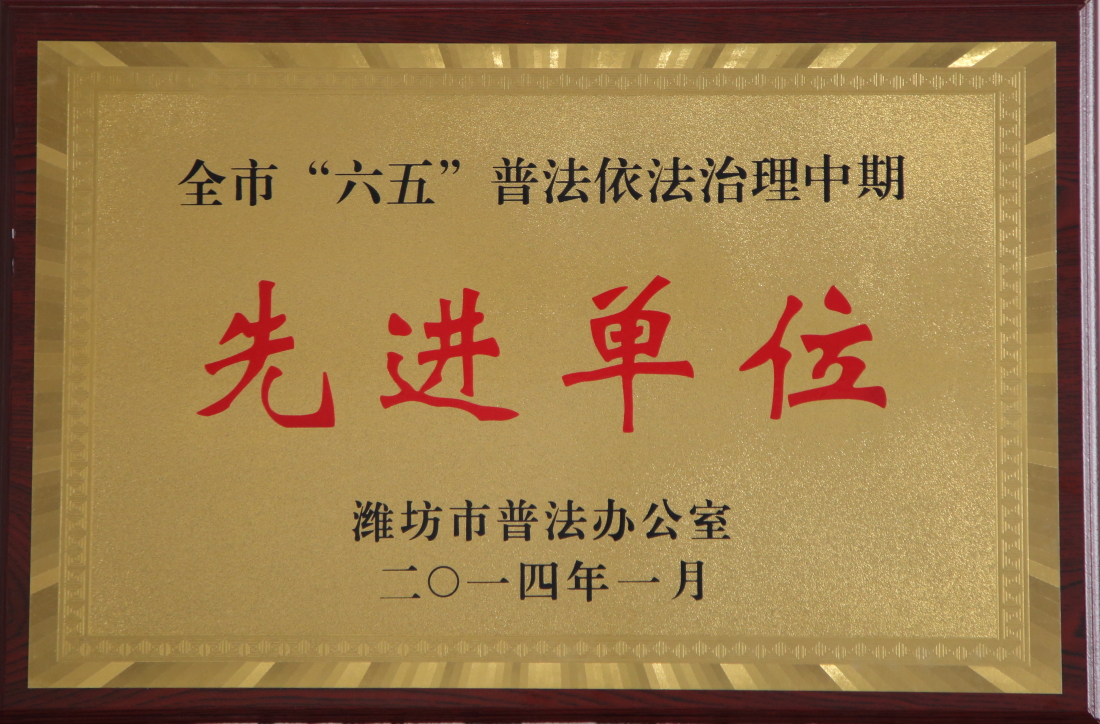 全市“六五”普法依法治理中期
先进单位
潍坊市普法办公室
二〇一四年一月